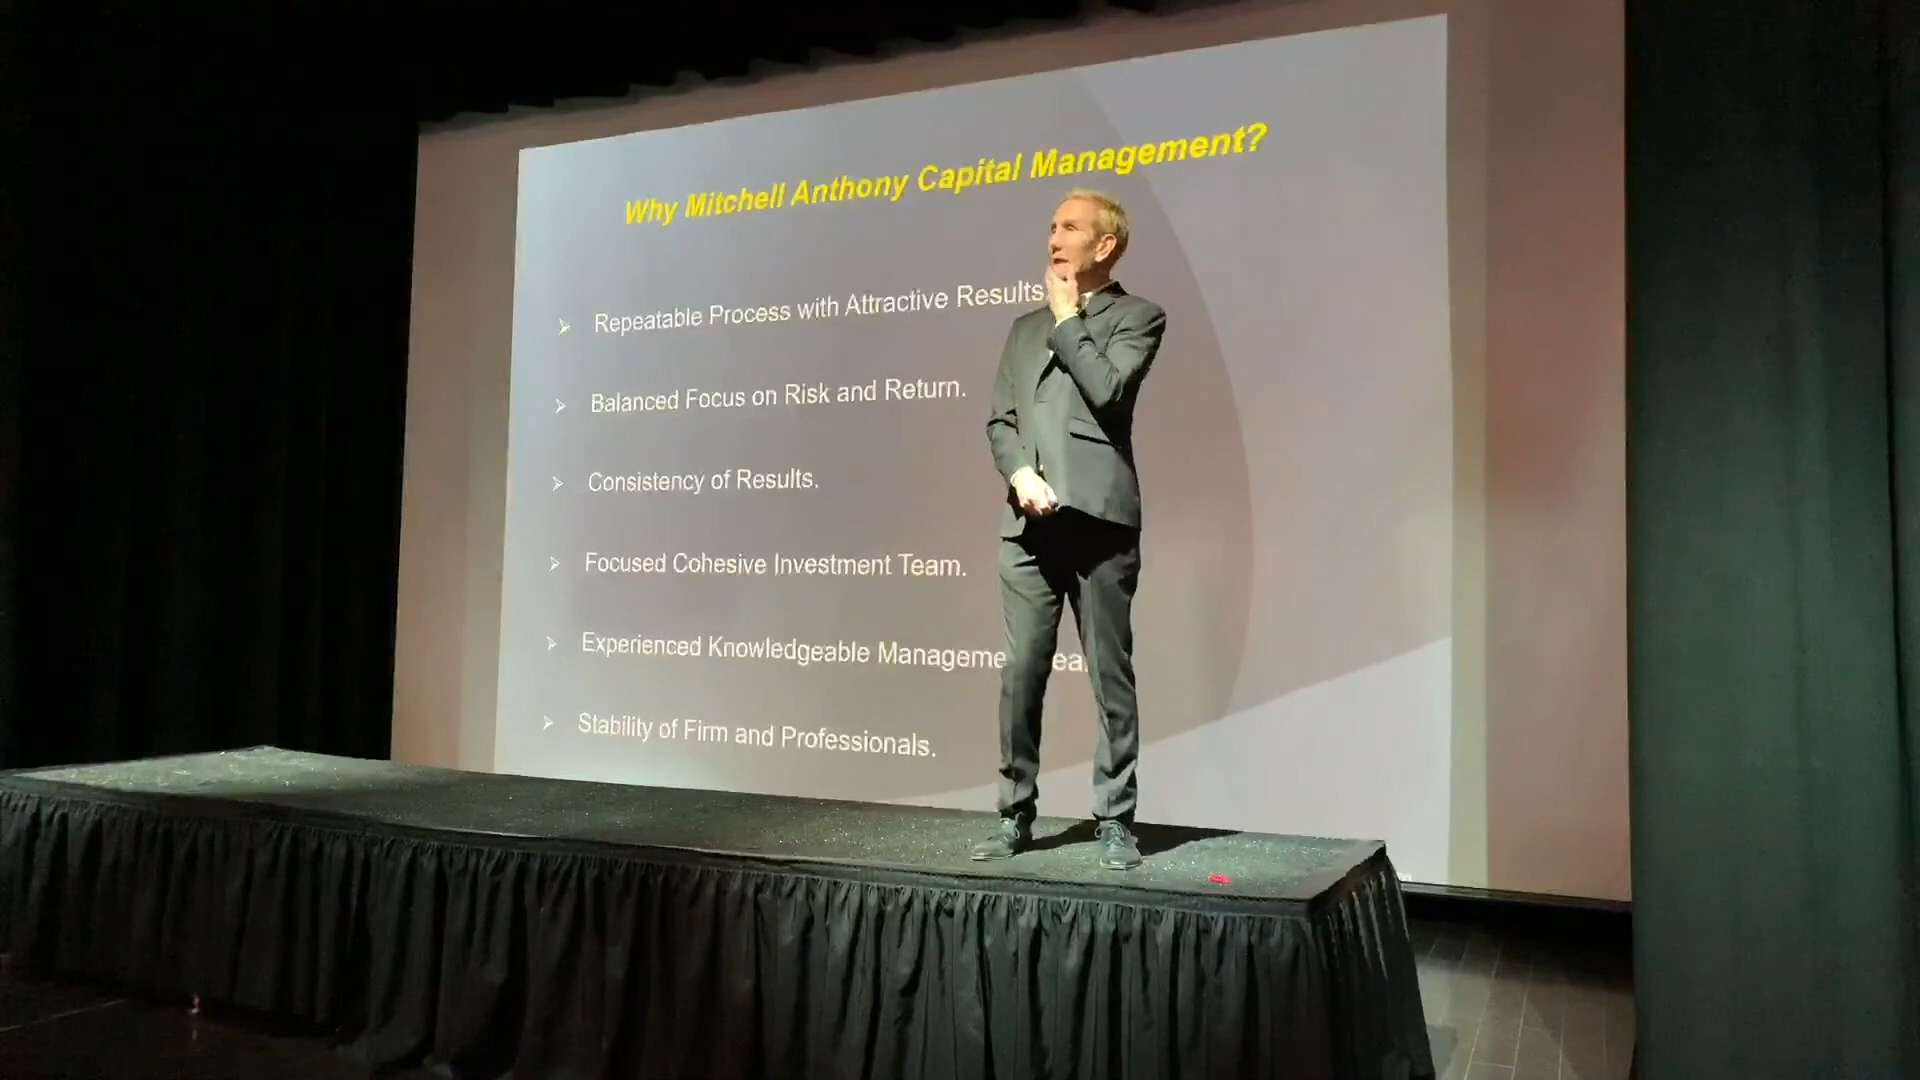 Why Mitchell Anthony Capital Management?
Repeatable Process with Attractive Results
Balanced Focus on Risk and Return.
Consistency of Results.
Focused Cohesive Investment Team.
Experienced Knowledgeable
Stability of Firm and Professionals.